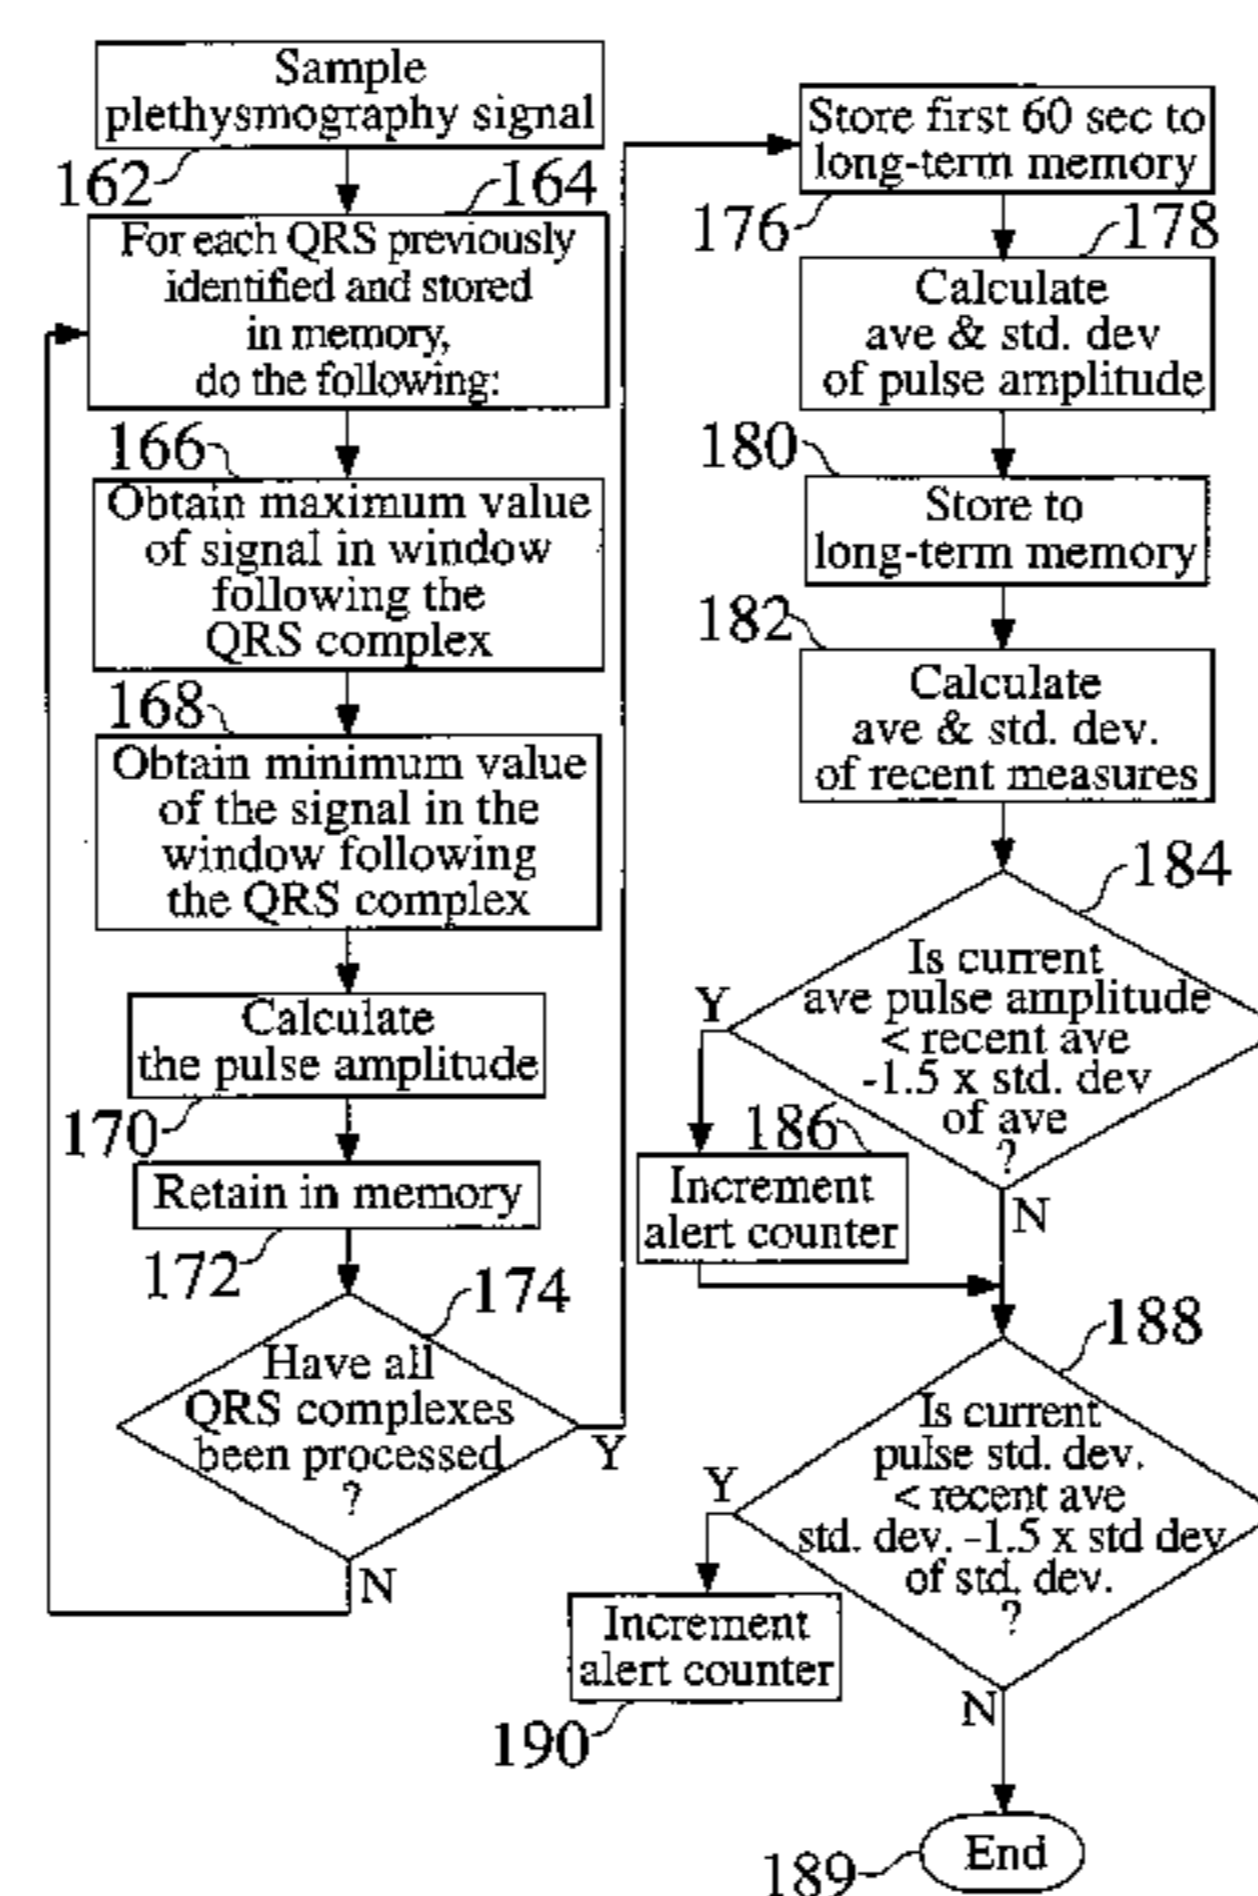 Sample
plethysmography signal
162
164
For each QRS previously
identified and stored
in memory,
do the following:
166
Obtain maximum value
of signal in window
following the
QRS complex
168
Obtain minimum value
of the signal in the
window following
the QRS complex
Calculate
the pulse amplitude
170
Retain in memory
172
174
Have all
QRS complexes
been processed
?
Y
N
Store first 60 sec to
long-term memory
176
178
Calculate
ave & std. dev
of pulse amplitude
180
Store to
long-term memory
182
Calculate
ave & std. dev.
of recent measures
184
Is current
ave pulse amplitude
< recent ave
-1.5 x std. dev
of ave
?
Y
186
Increment
alert counter
N
188
Is current
pulse std. dev.
< recent ave
std. dev. -1.5 x std dev
of std. dev.
?
Y
Increment
alert counter
190
N
End
189